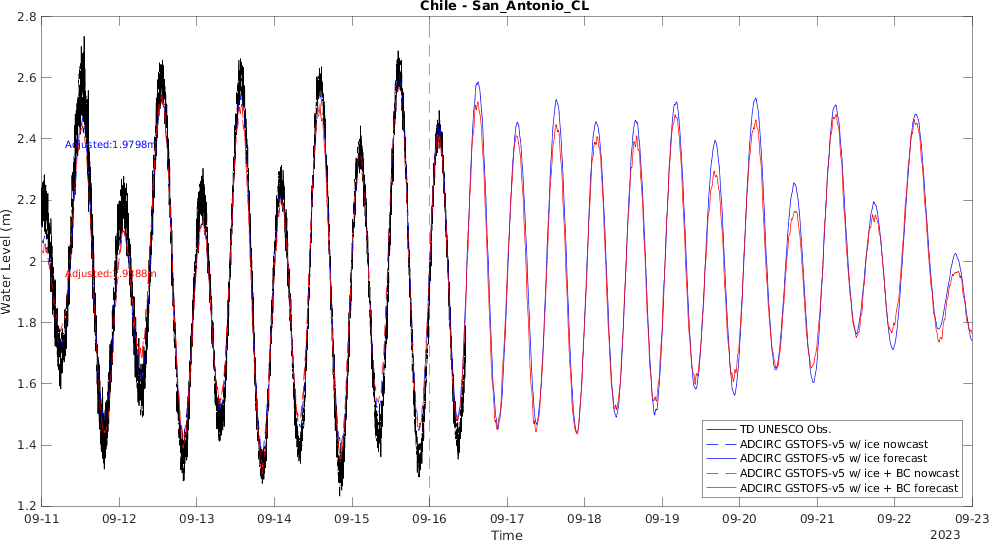 Chile - San_Antonio_CL
2.8
2.6
2.4
2.2
2
1.8
1.6
1.4
1.2
Water Level (m)
Adjusted:1.9798m
Adjusted:1.9388m
TD UNESCO Obs.
ADCIRC GSTOFS-v5 w/ ice nowcast
ADCIRC GSTOFS-v5 w/ ice forecast
ADCIRC GSTOFS-v5 w/ ice + BC nowcast
ADCIRC GSTOFS-v5 w/ ice + BC forecast
09-11 09-12 09-13 09-14 09-15 09-16 09-17 09-18 09-19 09-20 09-21 09-22 09-23
Time
2023